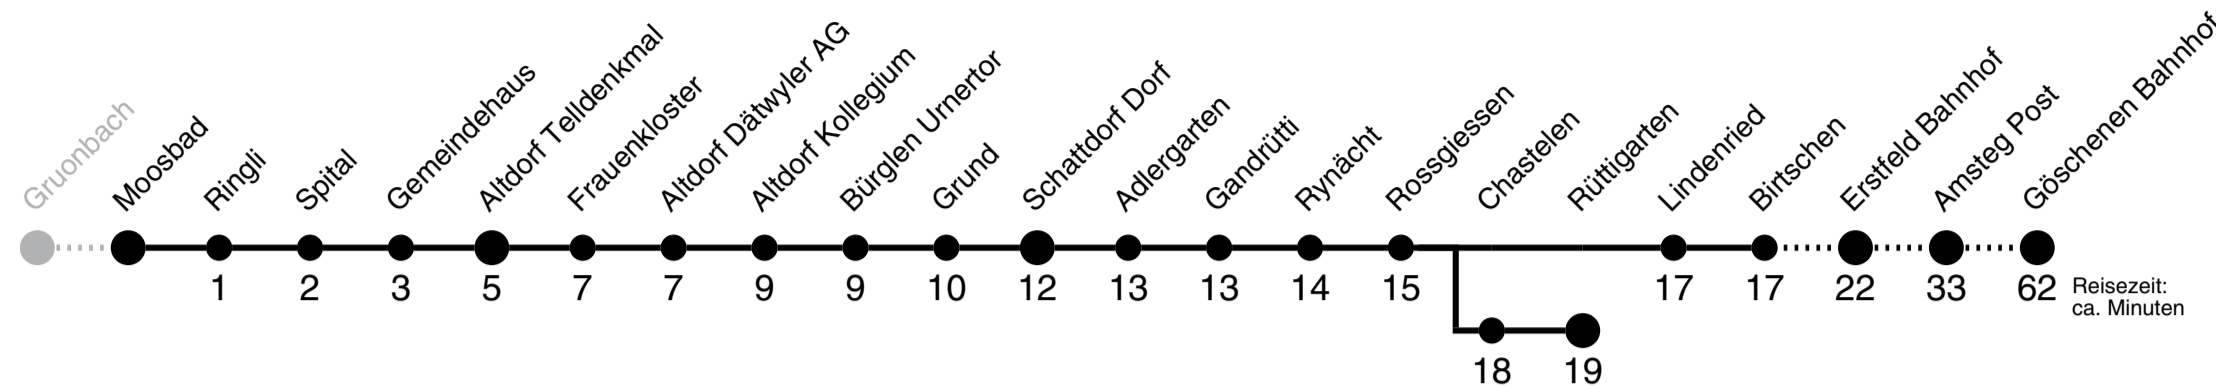 Gruonbach
Moosbad
Ringli
Spital
Gemeindehaus
Altdorf Telldenkmal
Frauenkloster
Altdorf Dätwyler AG
Altdorf Kollegium
Bürglen Urnertor
Grund
Schattdorf Dorf
Adlergarten
Gandrütti
Rynächt
Rossgiessen
Chastelen
Rüttigarten
Lindenried
Birtschen
Erstfeld Bahnhof
Amsteg Post
Göschenen Bahnhof
1 2 3 5 7 7 9 9 10 12 13 13 14 15 17 17 22 33 62
Reisezeit:
ca. Minuten
18 19